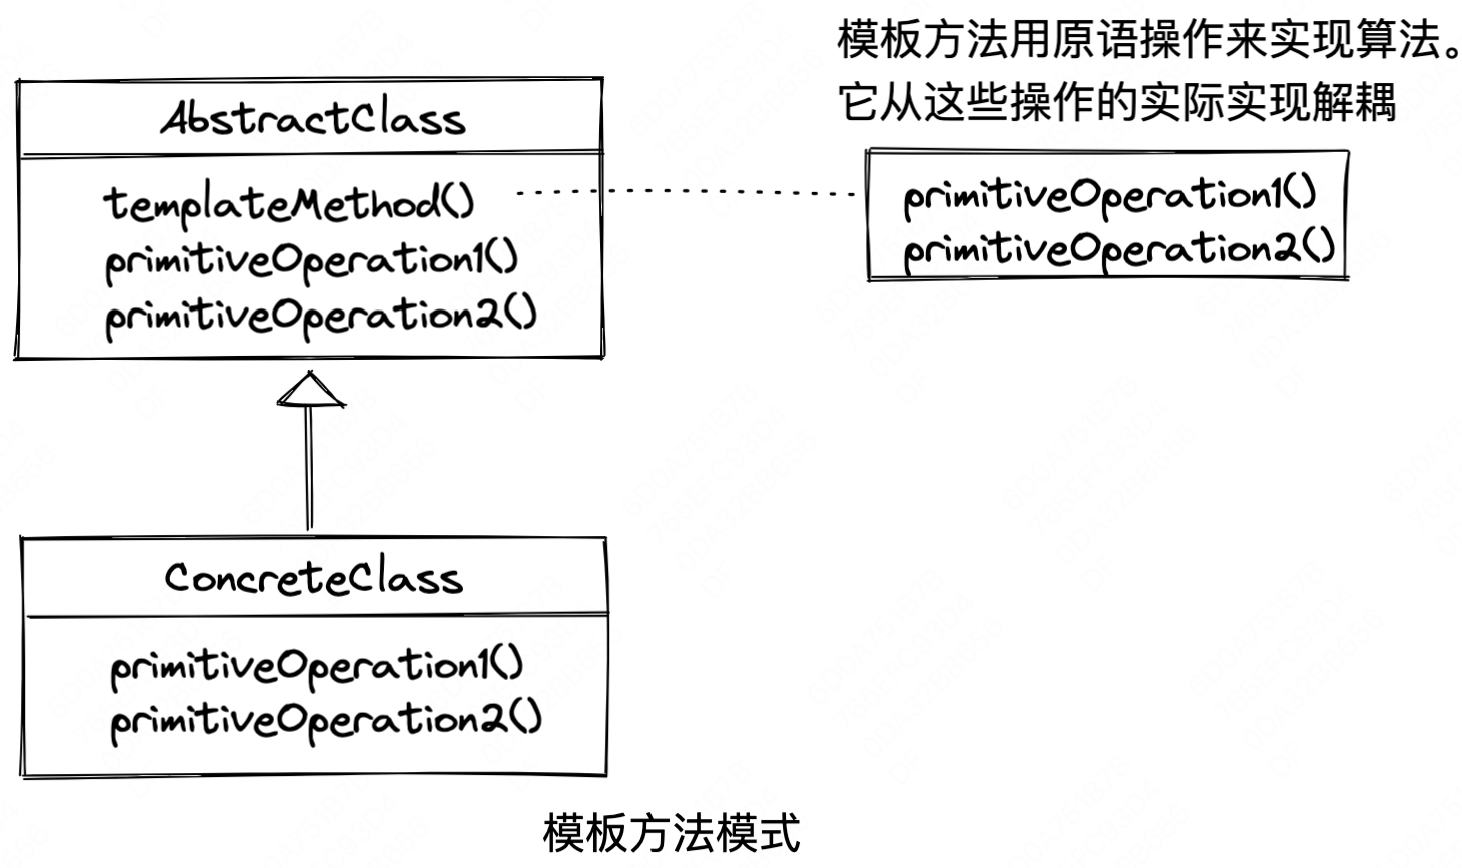 模板方法用原语操作来实现算法。
它从这些操作的实际实现解耦
AbstractClass
templateMethod()
primitiveOperation1()
primitiveOperation2()
primitiveOperation1()
primitiveOperation2()
ConcreteClass
primitiveOperation1()
primitiveOperation2()
模板方法模式